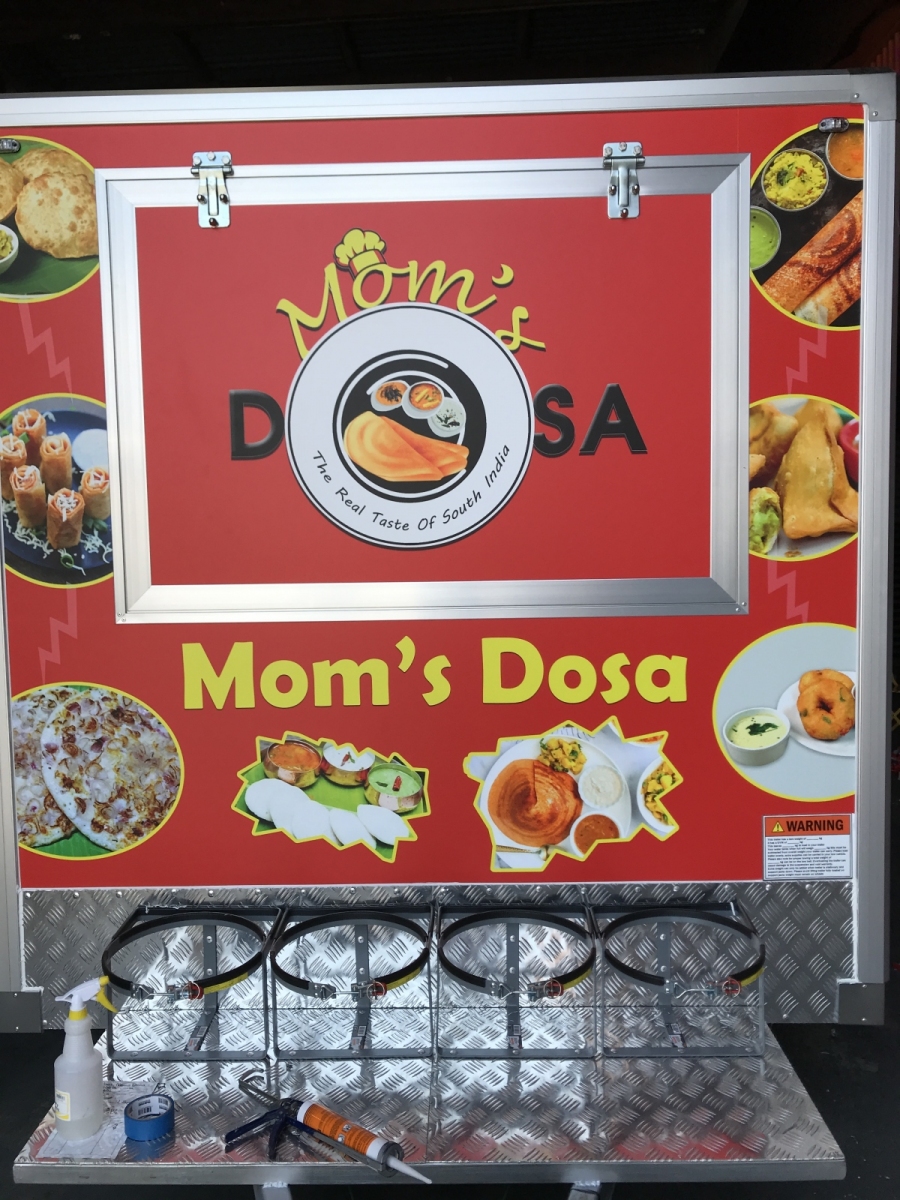 Mom's
DOSA
The Real Taste Of South India
Mom's Dosa
WARNING